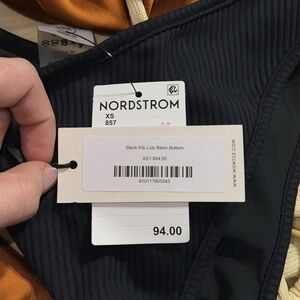 NORDSTROM
XS
857
Black Rib Lulu Bikini Bottom
XS / $94.00
810117903343
WWW.MONTCE.COM
94.00